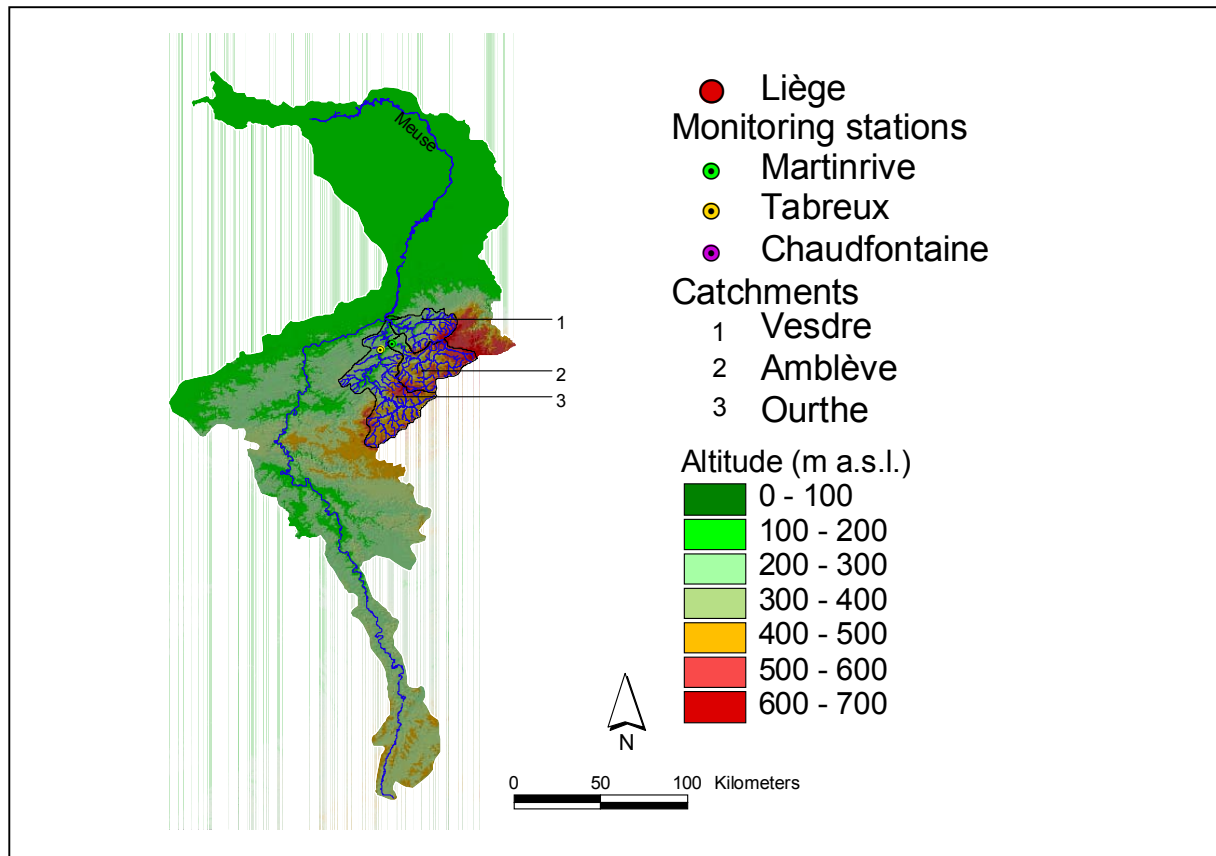 Meuse
1
2
3
Liège
Monitoring stations
Martinrive
Tabreux
Chaudfontaine
Catchments
1 Vesdre
2 Amblève
3 Ourthe
Altitude (m a.s.l.)
0 - 100
100 - 200
200 - 300
300 - 400
400 - 500
500 - 600
600 - 700
N
0 50 100 Kilometers